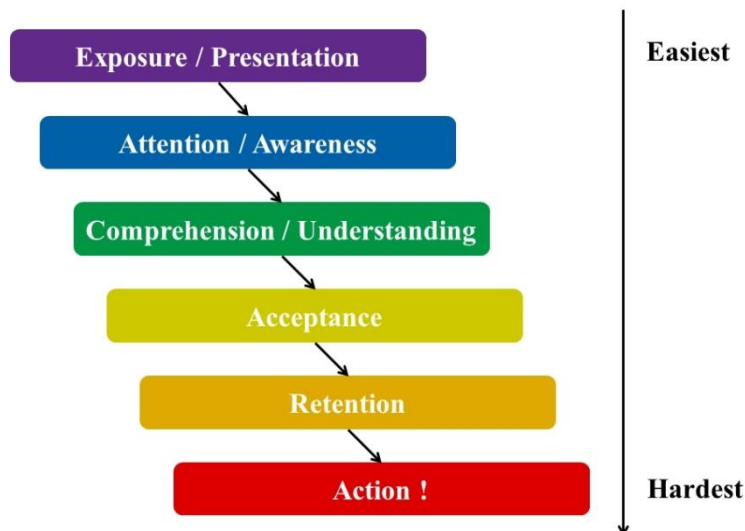 Exposure / Presentation
Easiest
Attention / Awareness
Comprehension / Understanding
Acceptance
Retention
Action !
Hardest